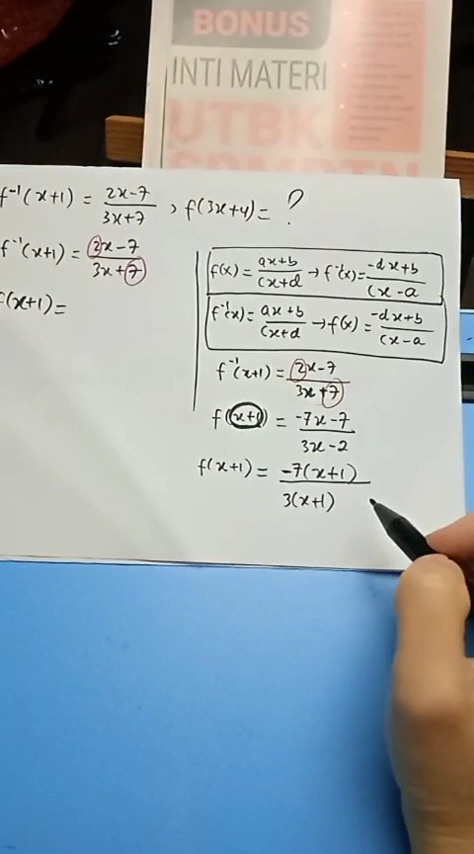 BONUS
INTI MATERI
UTBK
f⁻¹(x+1) = 2x-7 / 3x+7 , f(3x+4) = ?
f⁻¹(x+1) = 2x-7 / 3x+7
f(x+1) =
f(x) = ax+b / cx+d → f⁻¹(x) = -dx+b / cx-a
f⁻¹(x) = ax+b / cx+d → f(x) = -dx+b / cx-a
f⁻¹(x+1) = 2x-7 / 3x+7
f(x+1) = -7x-7 / 3x-2
f(x+1) = -7(x+1) / 3(x+1)